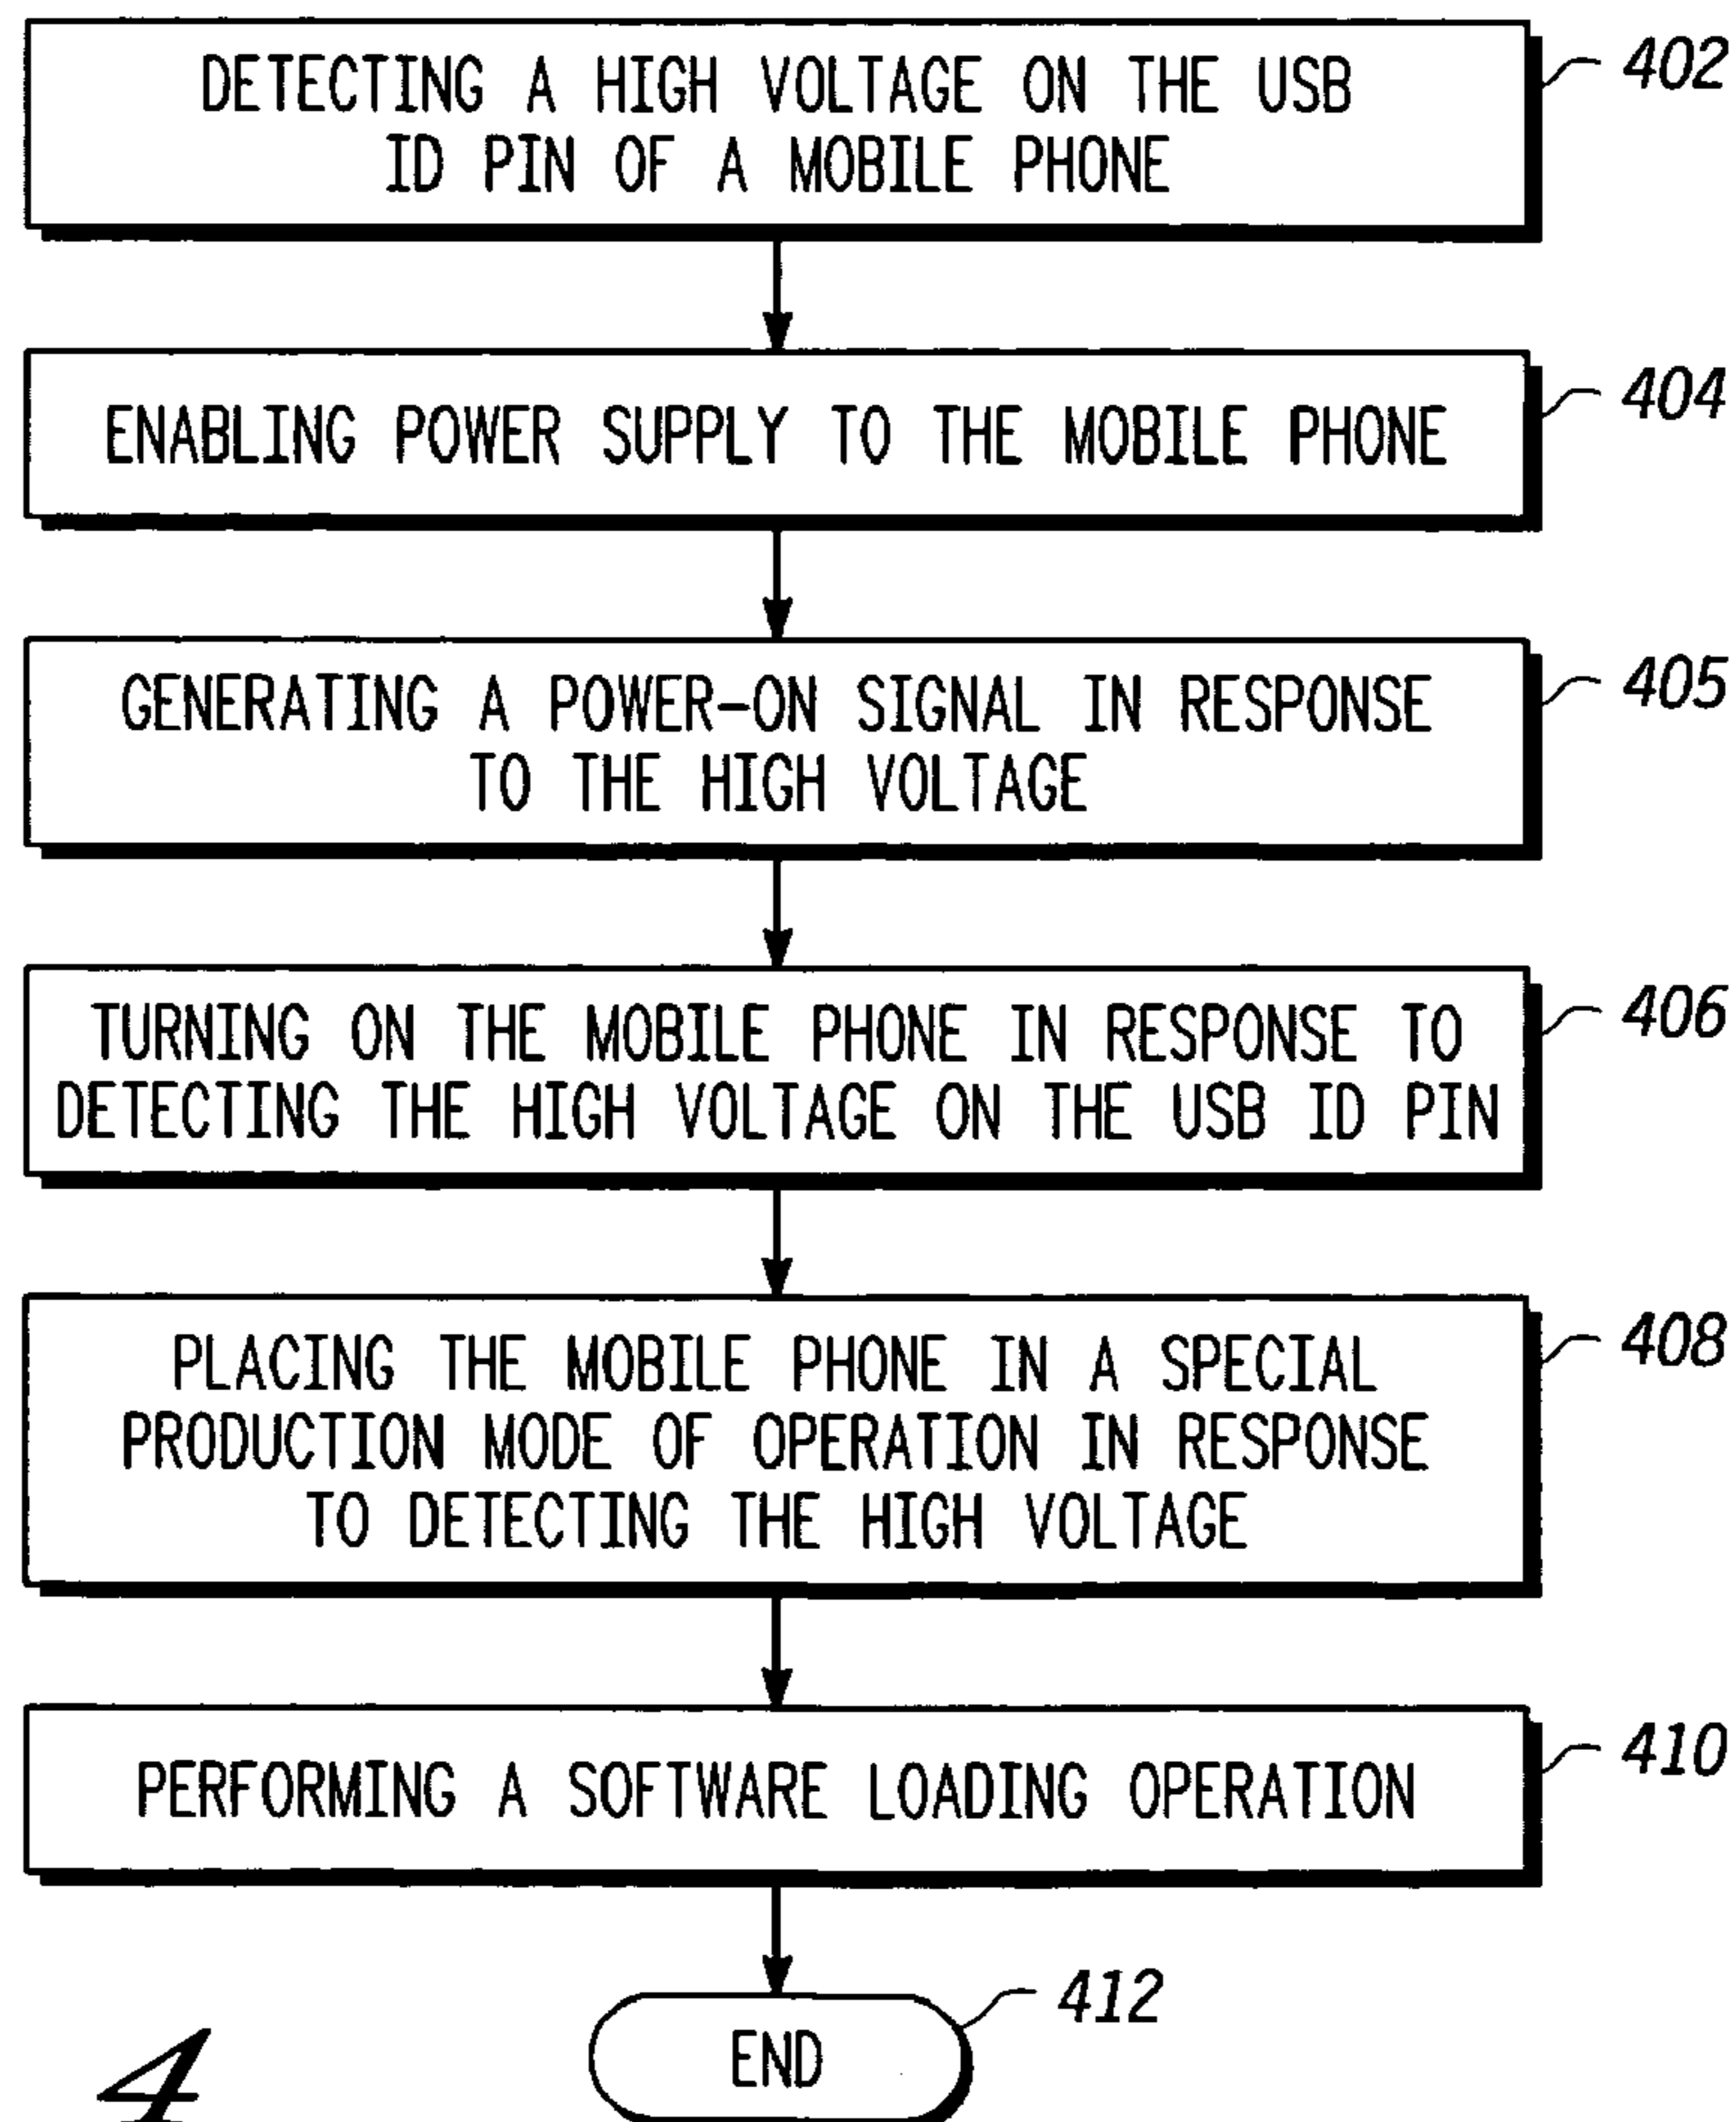 DETECTING A HIGH VOLTAGE ON THE USB
ID PIN OF A MOBILE PHONE
402
ENABLING POWER SUPPLY TO THE MOBILE PHONE
404
GENERATING A POWER-ON SIGNAL IN RESPONSE
TO THE HIGH VOLTAGE
405
TURNING ON THE MOBILE PHONE IN RESPONSE TO
DETECTING THE HIGH VOLTAGE ON THE USB ID PIN
406
PLACING THE MOBILE PHONE IN A SPECIAL
PRODUCTION MODE OF OPERATION IN RESPONSE
TO DETECTING THE HIGH VOLTAGE
408
PERFORMING A SOFTWARE LOADING OPERATION
410
END
412
4